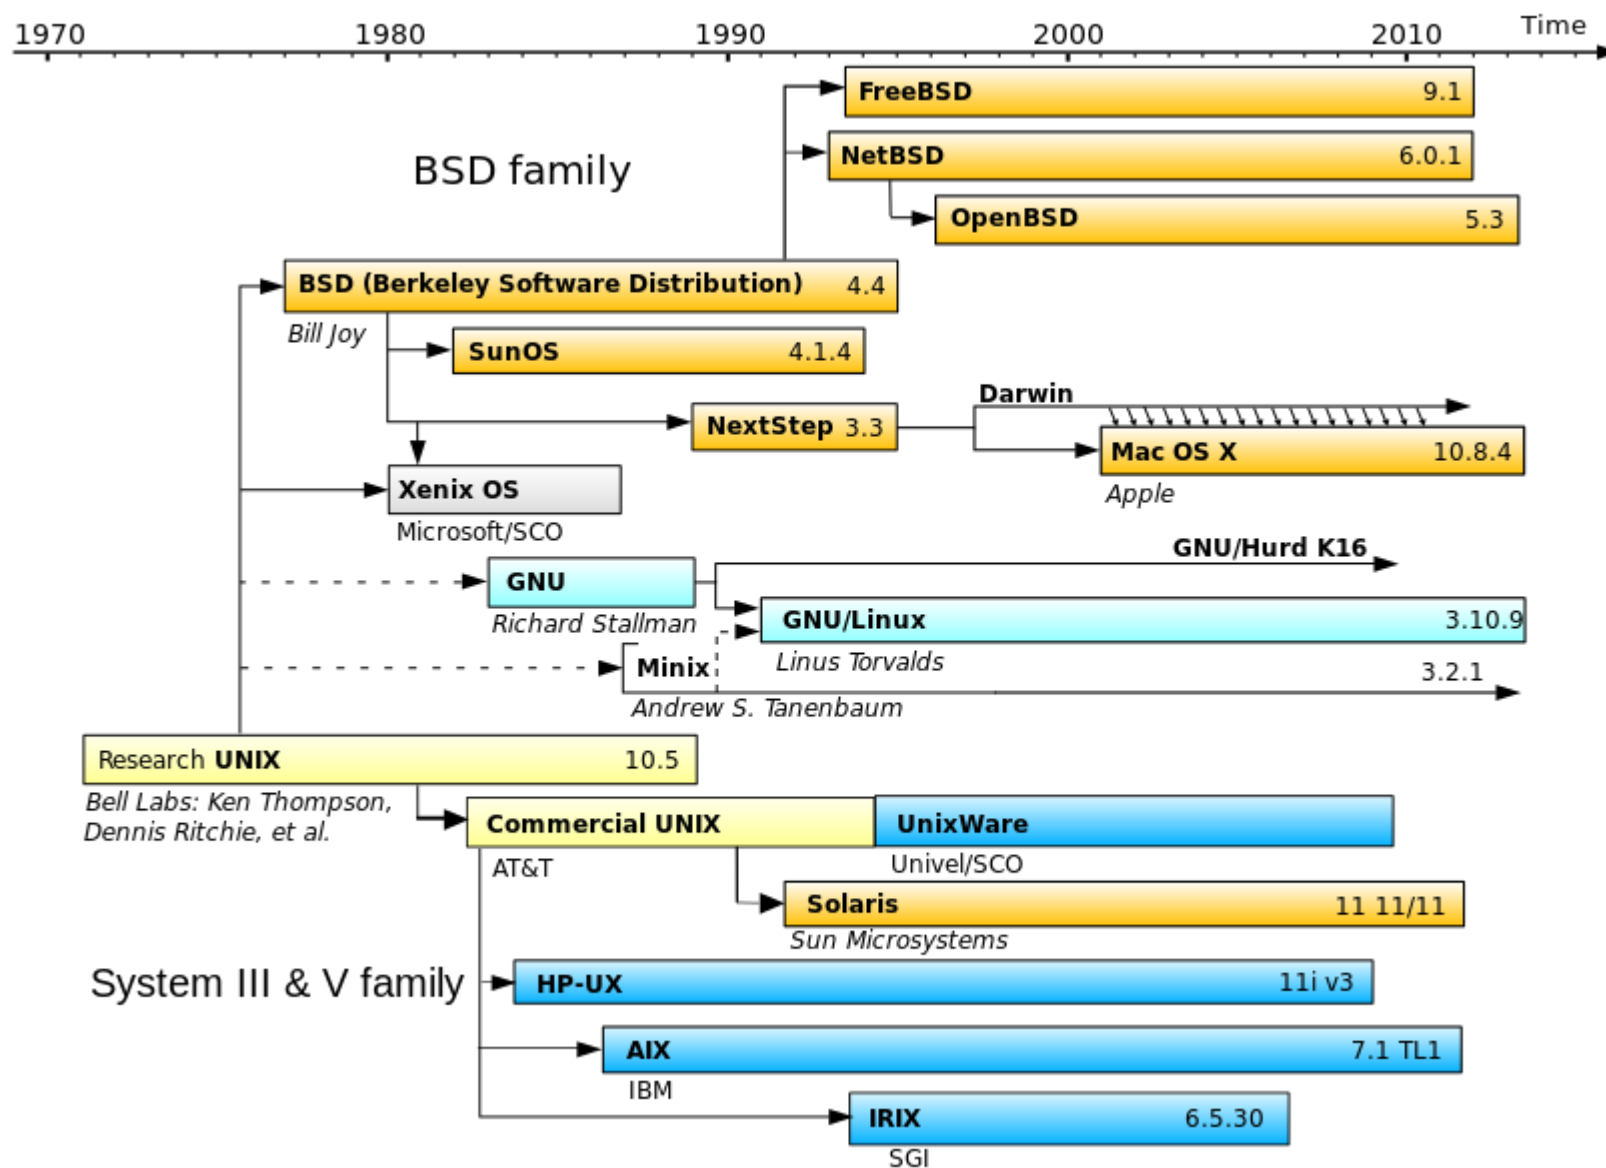 1970 1980 1990 2000 2010 Time
FreeBSD 9.1
BSD family
NetBSD 6.0.1
OpenBSD 5.3
BSD (Berkeley Software Distribution) 4.4
Bill Joy
SunOS 4.1.4
Darwin
NextStep 3.3
Mac OS X 10.8.4
Apple
Xenix OS
Microsoft/SCO
GNU/Hurd K16
GNU
Richard Stallman
GNU/Linux 3.10.9
Linus Torvalds
Minix 3.2.1
Andrew S. Tanenbaum
Research UNIX 10.5
Bell Labs: Ken Thompson,
Dennis Ritchie, et al.
Commercial UNIX
AT&T
UnixWare
Univel/SCO
Solaris 11 11/11
Sun Microsystems
System III & V family
HP-UX 11i v3
AIX 7.1 TL1
IBM
IRIX 6.5.30
SGI